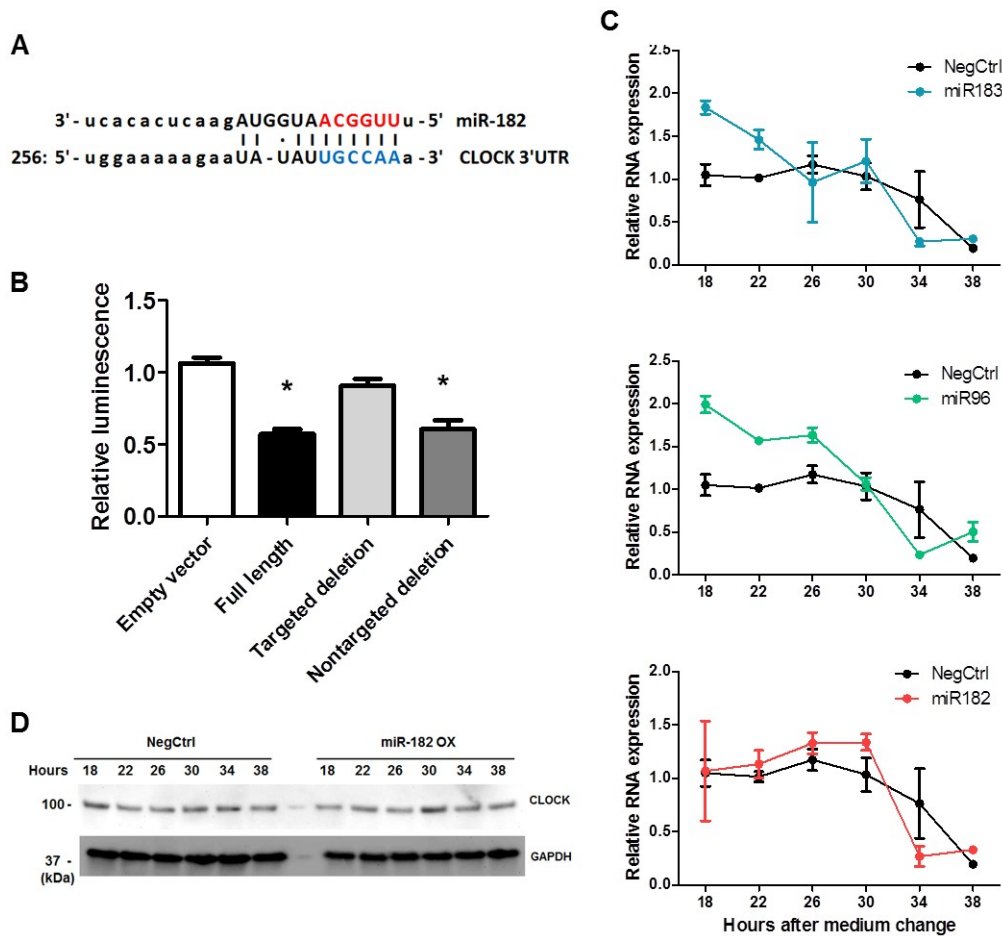 A
3'-ucacacucaagAUGGUAACGGUUu-5' miR-182
256: 5'-uggaaaaagaaUA-UAUUGCCAAa-3' CLOCK 3'UTR
B
Relative luminescence
1.5
1.0
0.5
0.0
*
*
Empty vector
Full length
Targeted deletion
Nontargeted deletion
C
Relative RNA expression
2.5
2.0
1.5
1.0
0.5
0.0
NegCtrl
miR183
18 22 26 30 34 38
Relative RNA expression
2.5
2.0
1.5
1.0
0.5
0.0
NegCtrl
miR96
18 22 26 30 34 38
Relative RNA expression
2.0
1.5
1.0
0.5
0.0
NegCtrl
miR182
18 22 26 30 34 38
Hours after medium change
D
NegCtrl miR-182 OX
Hours 18 22 26 30 34 38 18 22 26 30 34 38
100- CLOCK
37 - GAPDH
(kDa)